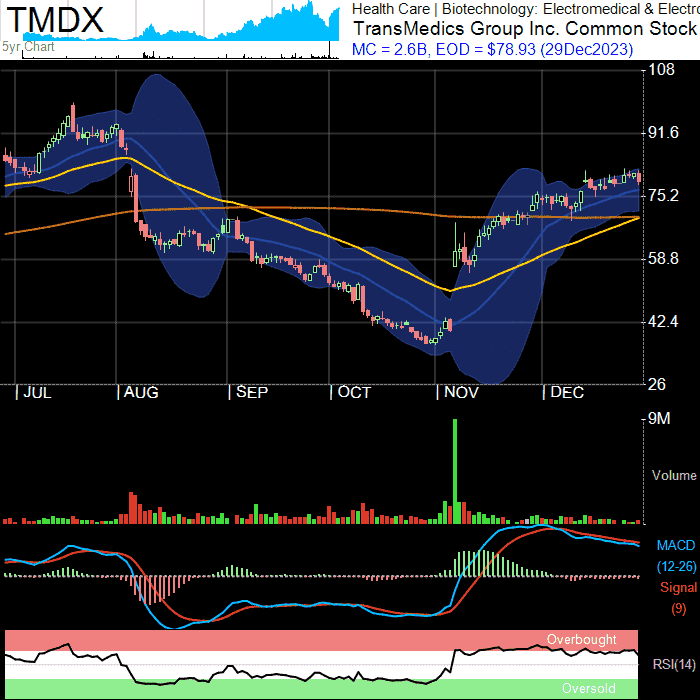 TMDX
5yr Chart
Health Care | Biotechnology: Electromedical & Electro
TransMedics Group Inc. Common Stock
MC = 2.6B, EOD = $78.93 (29Dec2023)
108
91.6
75.2
58.8
42.4
26
JUL
AUG
SEP
OCT
NOV
DEC
9M
Volume
MACD
(12-26)
Signal
(9)
Overbought
RSI(14)
Oversold